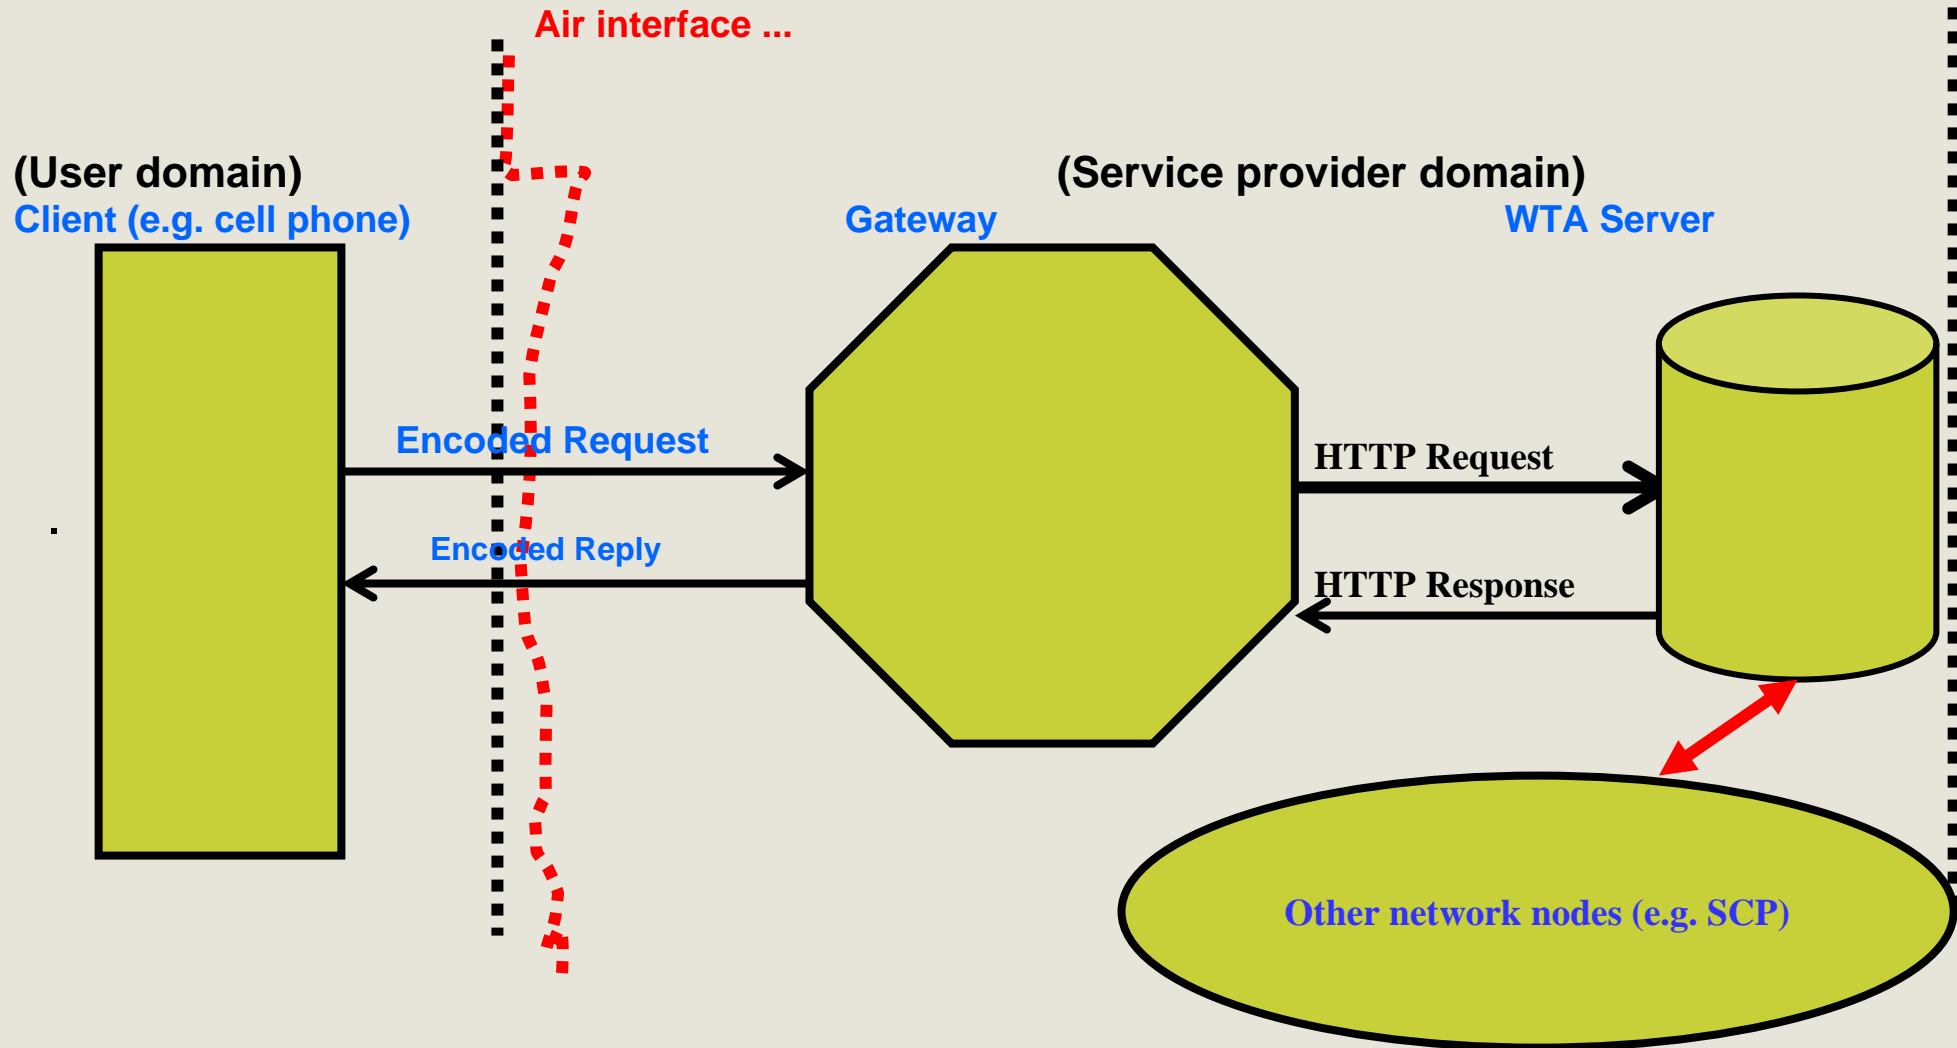 Air interface ...
(User domain)
(Service provider domain)
Client (e.g. cell phone)
Gateway
WTA Server
Encoded Request
HTTP Request
Encoded Reply
HTTP Response
Other network nodes (e.g. SCP)